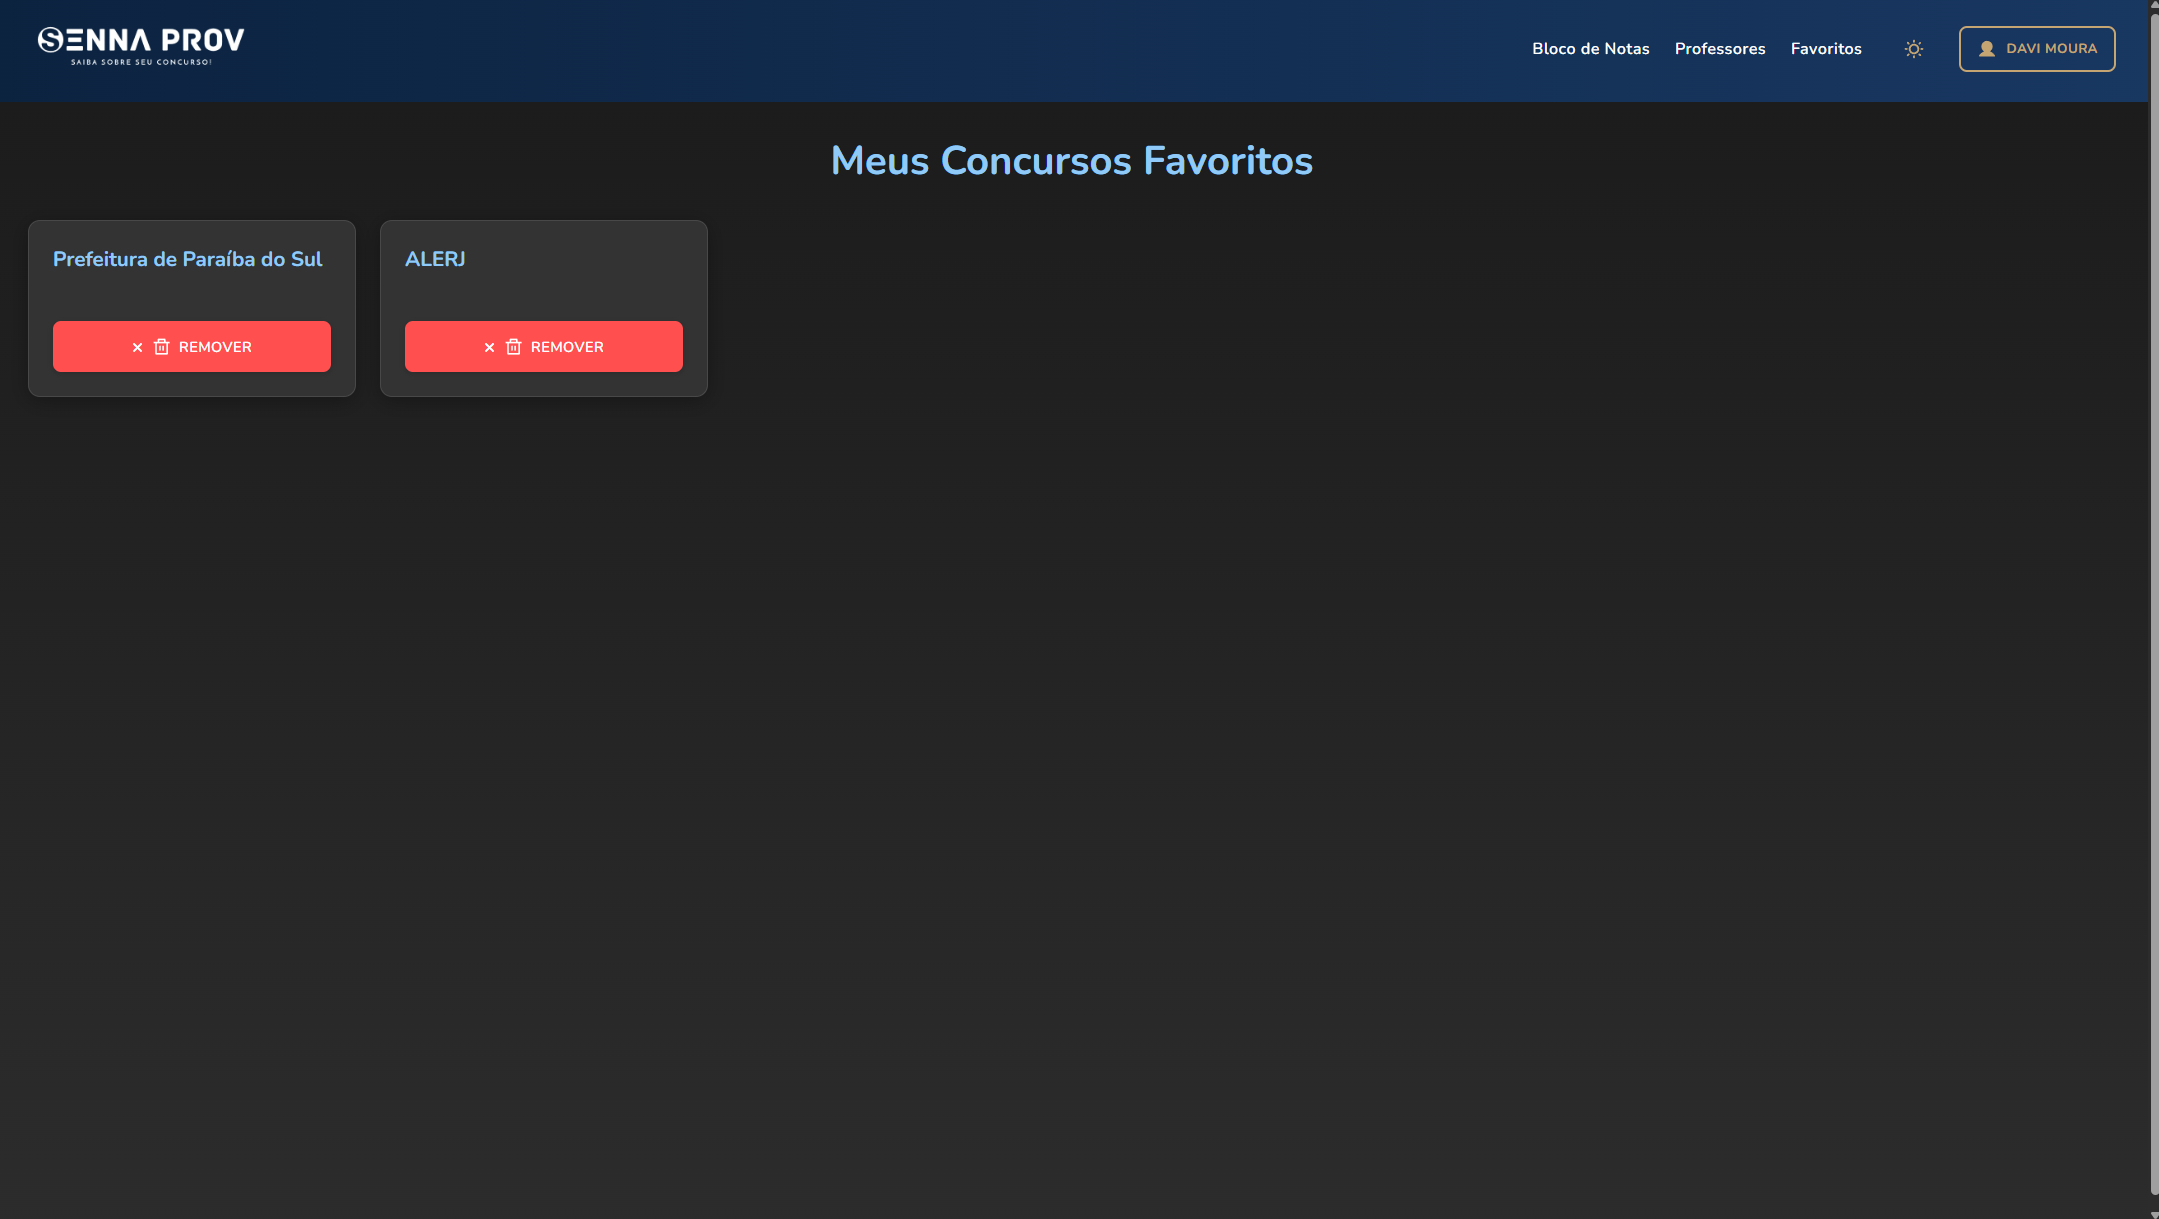 SENNA PROV
SAIBA SOBRE SEU CONCURSO!
Bloco de Notas
Professores
Favoritos
DAVI MOURA
Meus Concursos Favoritos
Prefeitura de Paraíba do Sul
× REMOVER
ALERJ
× REMOVER